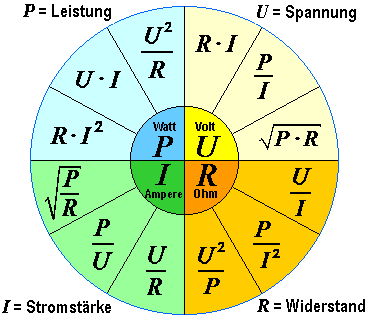 P = Leistung
U = Spannung
U²/R
R · I
U · I
P/I
R · I²
√(P · R)
Watt
Volt
P
U
I
R
Ampere
Ohm
√(P/R)
U/I
P/U
P/I²
U/R
U²/P
I = Stromstärke
R = Widerstand